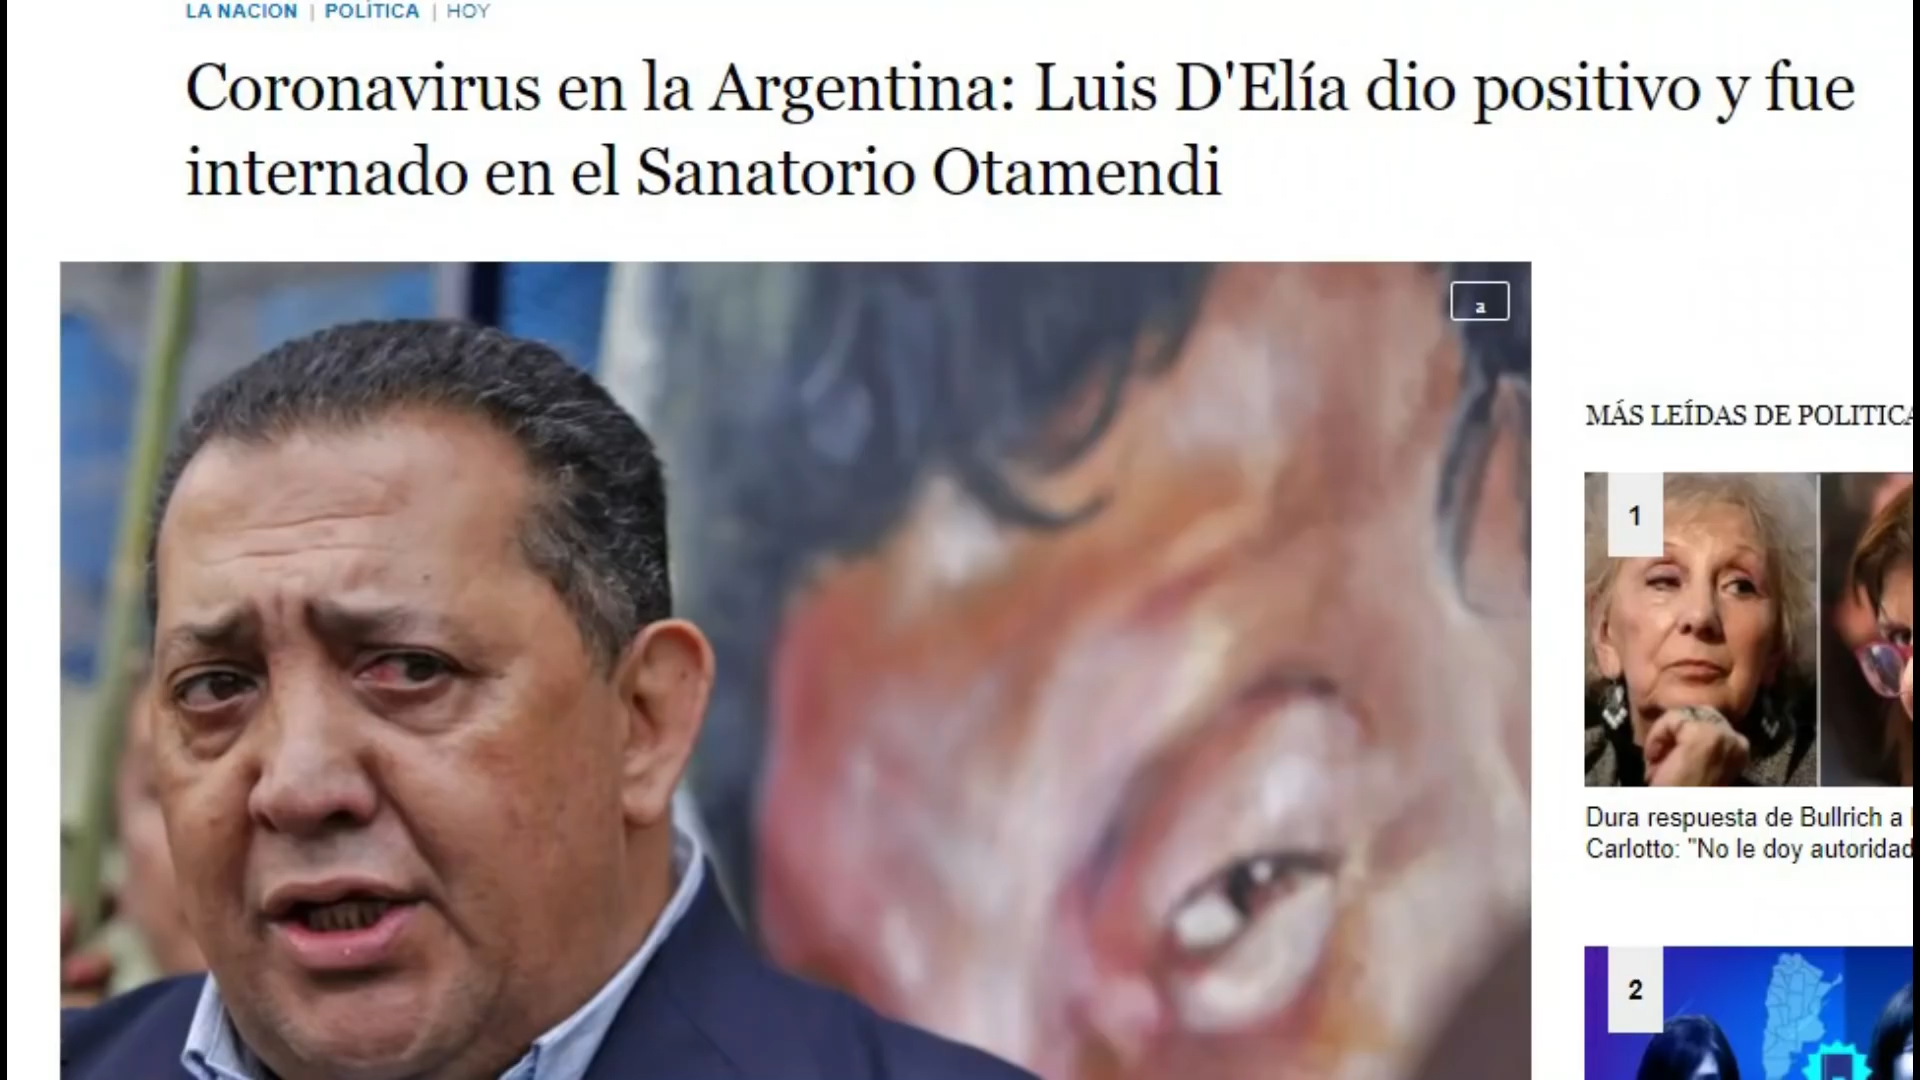 LA NACION | POLÍTICA | HOY
Coronavirus en la Argentina: Luis D'Elía dio positivo y fue
internado en el Sanatorio Otamendi
a
MÁS LEÍDAS DE POLITICA
1
Dura respuesta de Bullrich a
Carlotto: "No le doy autoridad
2